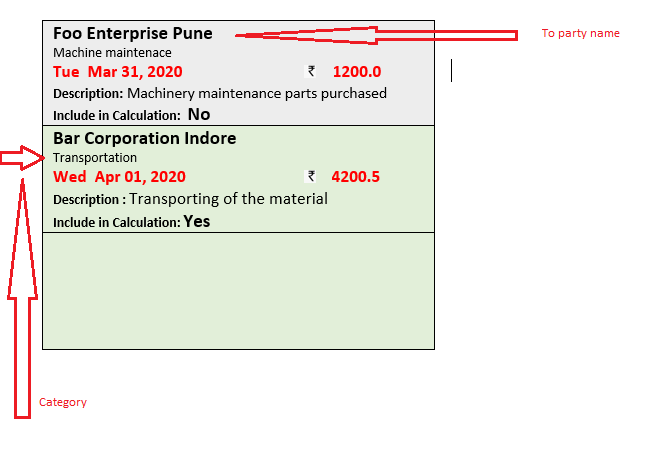 Foo Enterprise Pune
To party name
Machine maintenace
Tue Mar 31, 2020 ₹ 1200.0
Description: Machinery maintenance parts purchased
Include in Calculation: No
Bar Corporation Indore
Transportation
Wed Apr 01, 2020 ₹ 4200.5
Description : Transporting of the material
Include in Calculation: Yes
Category